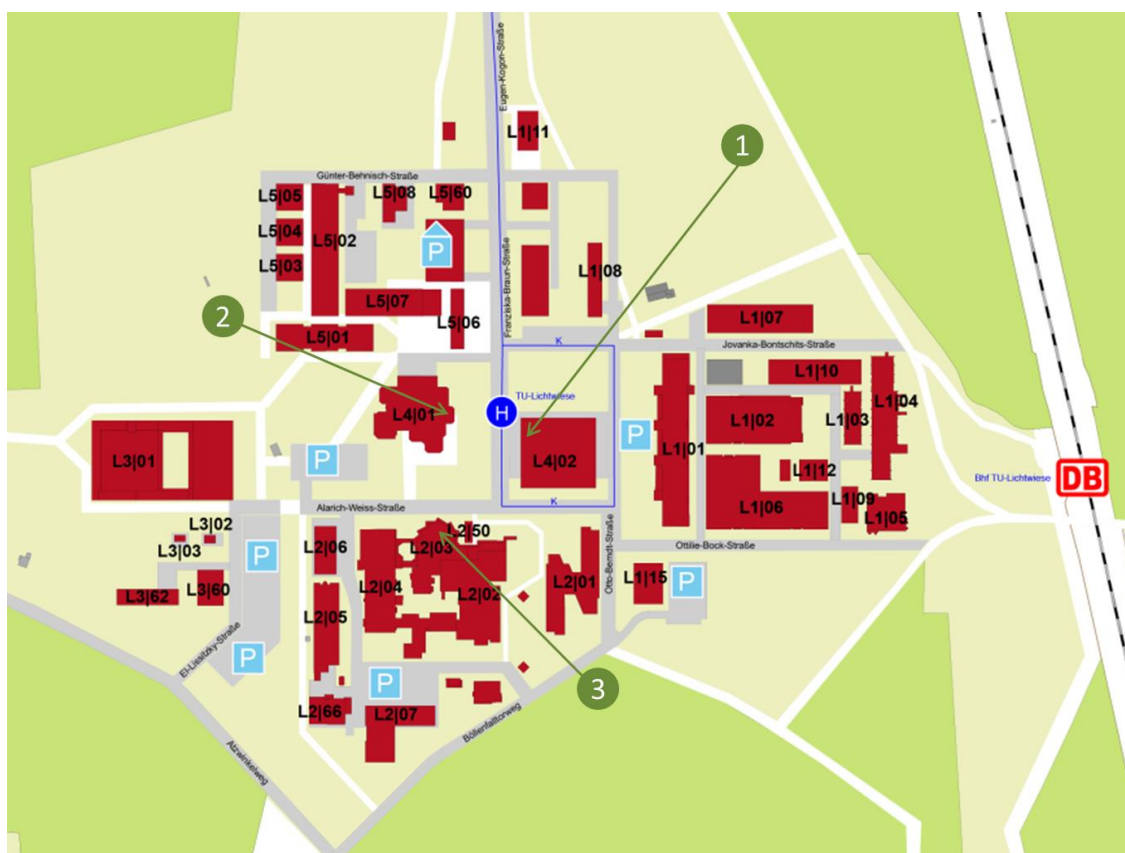 Eugen-Kogon-Straße
L1|11
1
Günter-Behnisch-Straße
L5|05
L5|08
L5|60
L5|04
L5|02
P
L5|03
Franziska-Braun-Straße
L1|08
L5|07
2
L5|06
L1|07
L5|01
K
Jovanka-Bontschits-Straße
L1|10
TU-Lichtwiese
L1|04
L4|01
H
L1|02
L1|03
P
L1|01
L3|01
P
L4|02
L1|12
Bhf TU-Lichtwiese
DB
K
L1|09
Alarich-Weiss-Straße
L1|06
L1|05
L3|02
L2|50
L3|03
L2|06
L2|03
Ottilie-Bock-Straße
P
Otto-Berndt-Straße
L2|04
L2|01
L1|15
P
L3|62
L3|60
L2|02
L2|05
El-Lissitzky-Straße
P
P
3
L2|66
L2|07
Böllenfalltorweg
Atzwinkelweg